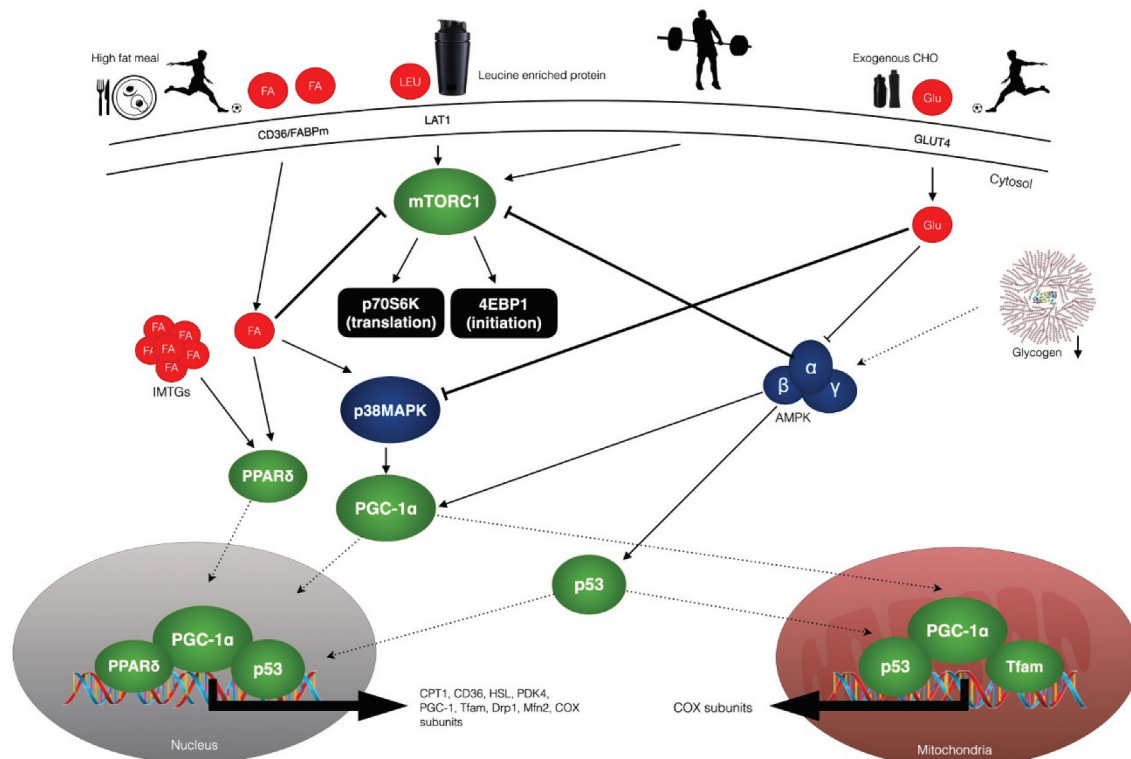 High fat meal
FA
FA
LEU
Leucine enriched protein
Exogenous CHO
Glu
CD36/FABPm
LAT1
GLUT4
Cytosol
mTORC1
Glu
p70S6K
(translation)
4EBP1
(initiation)
FA
FA
FA
FA
FA
FA
FA
IMTGs
Glycogen
α
β
γ
AMPK
p38MAPK
PPARδ
PGC-1α
p53
PGC-1α
PPARδ
p53
CPT1, CD36, HSL, PDK4,
PGC-1, Tfam, Drp1, Mfn2, COX
subunits
Nucleus
PGC-1α
p53
Tfam
COX subunits
Mitochondria